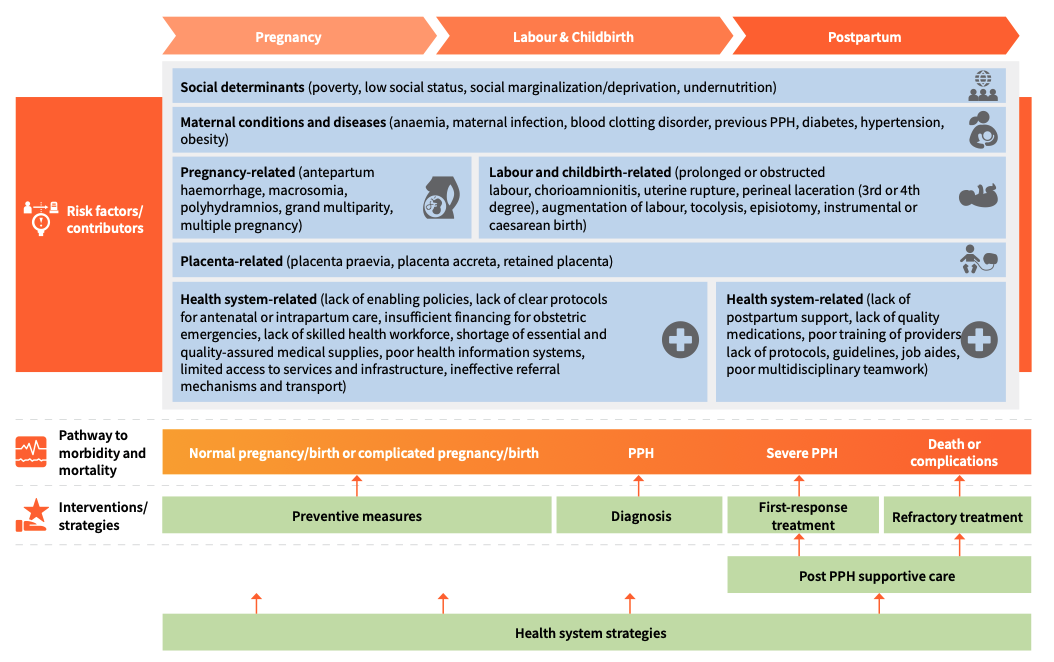 Pregnancy
Labour & Childbirth
Postpartum
Social determinants (poverty, low social status, social marginalization/deprivation, undernutrition)
Maternal conditions and diseases (anaemia, maternal infection, blood clotting disorder, previous PPH, diabetes, hypertension,
obesity)
Risk factors/
contributors
Pregnancy-related (antepartum
haemorrhage, macrosomia,
polyhydramnios, grand multiparity,
multiple pregnancy)
Labour and childbirth-related (prolonged or obstructed
labour, chorioamnionitis, uterine rupture, perineal laceration (3rd or 4th
degree), augmentation of labour, tocolysis, episiotomy, instrumental or
caesarean birth)
Placenta-related (placenta praevia, placenta accreta, retained placenta)
Health system-related (lack of enabling policies, lack of clear protocols
for antenatal or intrapartum care, insufficient financing for obstetric
emergencies, lack of skilled health workforce, shortage of essential and
quality-assured medical supplies, poor health information systems,
limited access to services and infrastructure, ineffective referral
mechanisms and transport)
Health system-related (lack of
postpartum support, lack of quality
medications, poor training of providers
lack of protocols, guidelines, job aides,
poor multidisciplinary teamwork)
Pathway to
morbidity and
mortality
Normal pregnancy/birth or complicated pregnancy/birth
PPH
Severe PPH
Death or
complications
Interventions/
strategies
Preventive measures
Diagnosis
First-response
treatment
Refractory treatment
Post PPH supportive care
Health system strategies